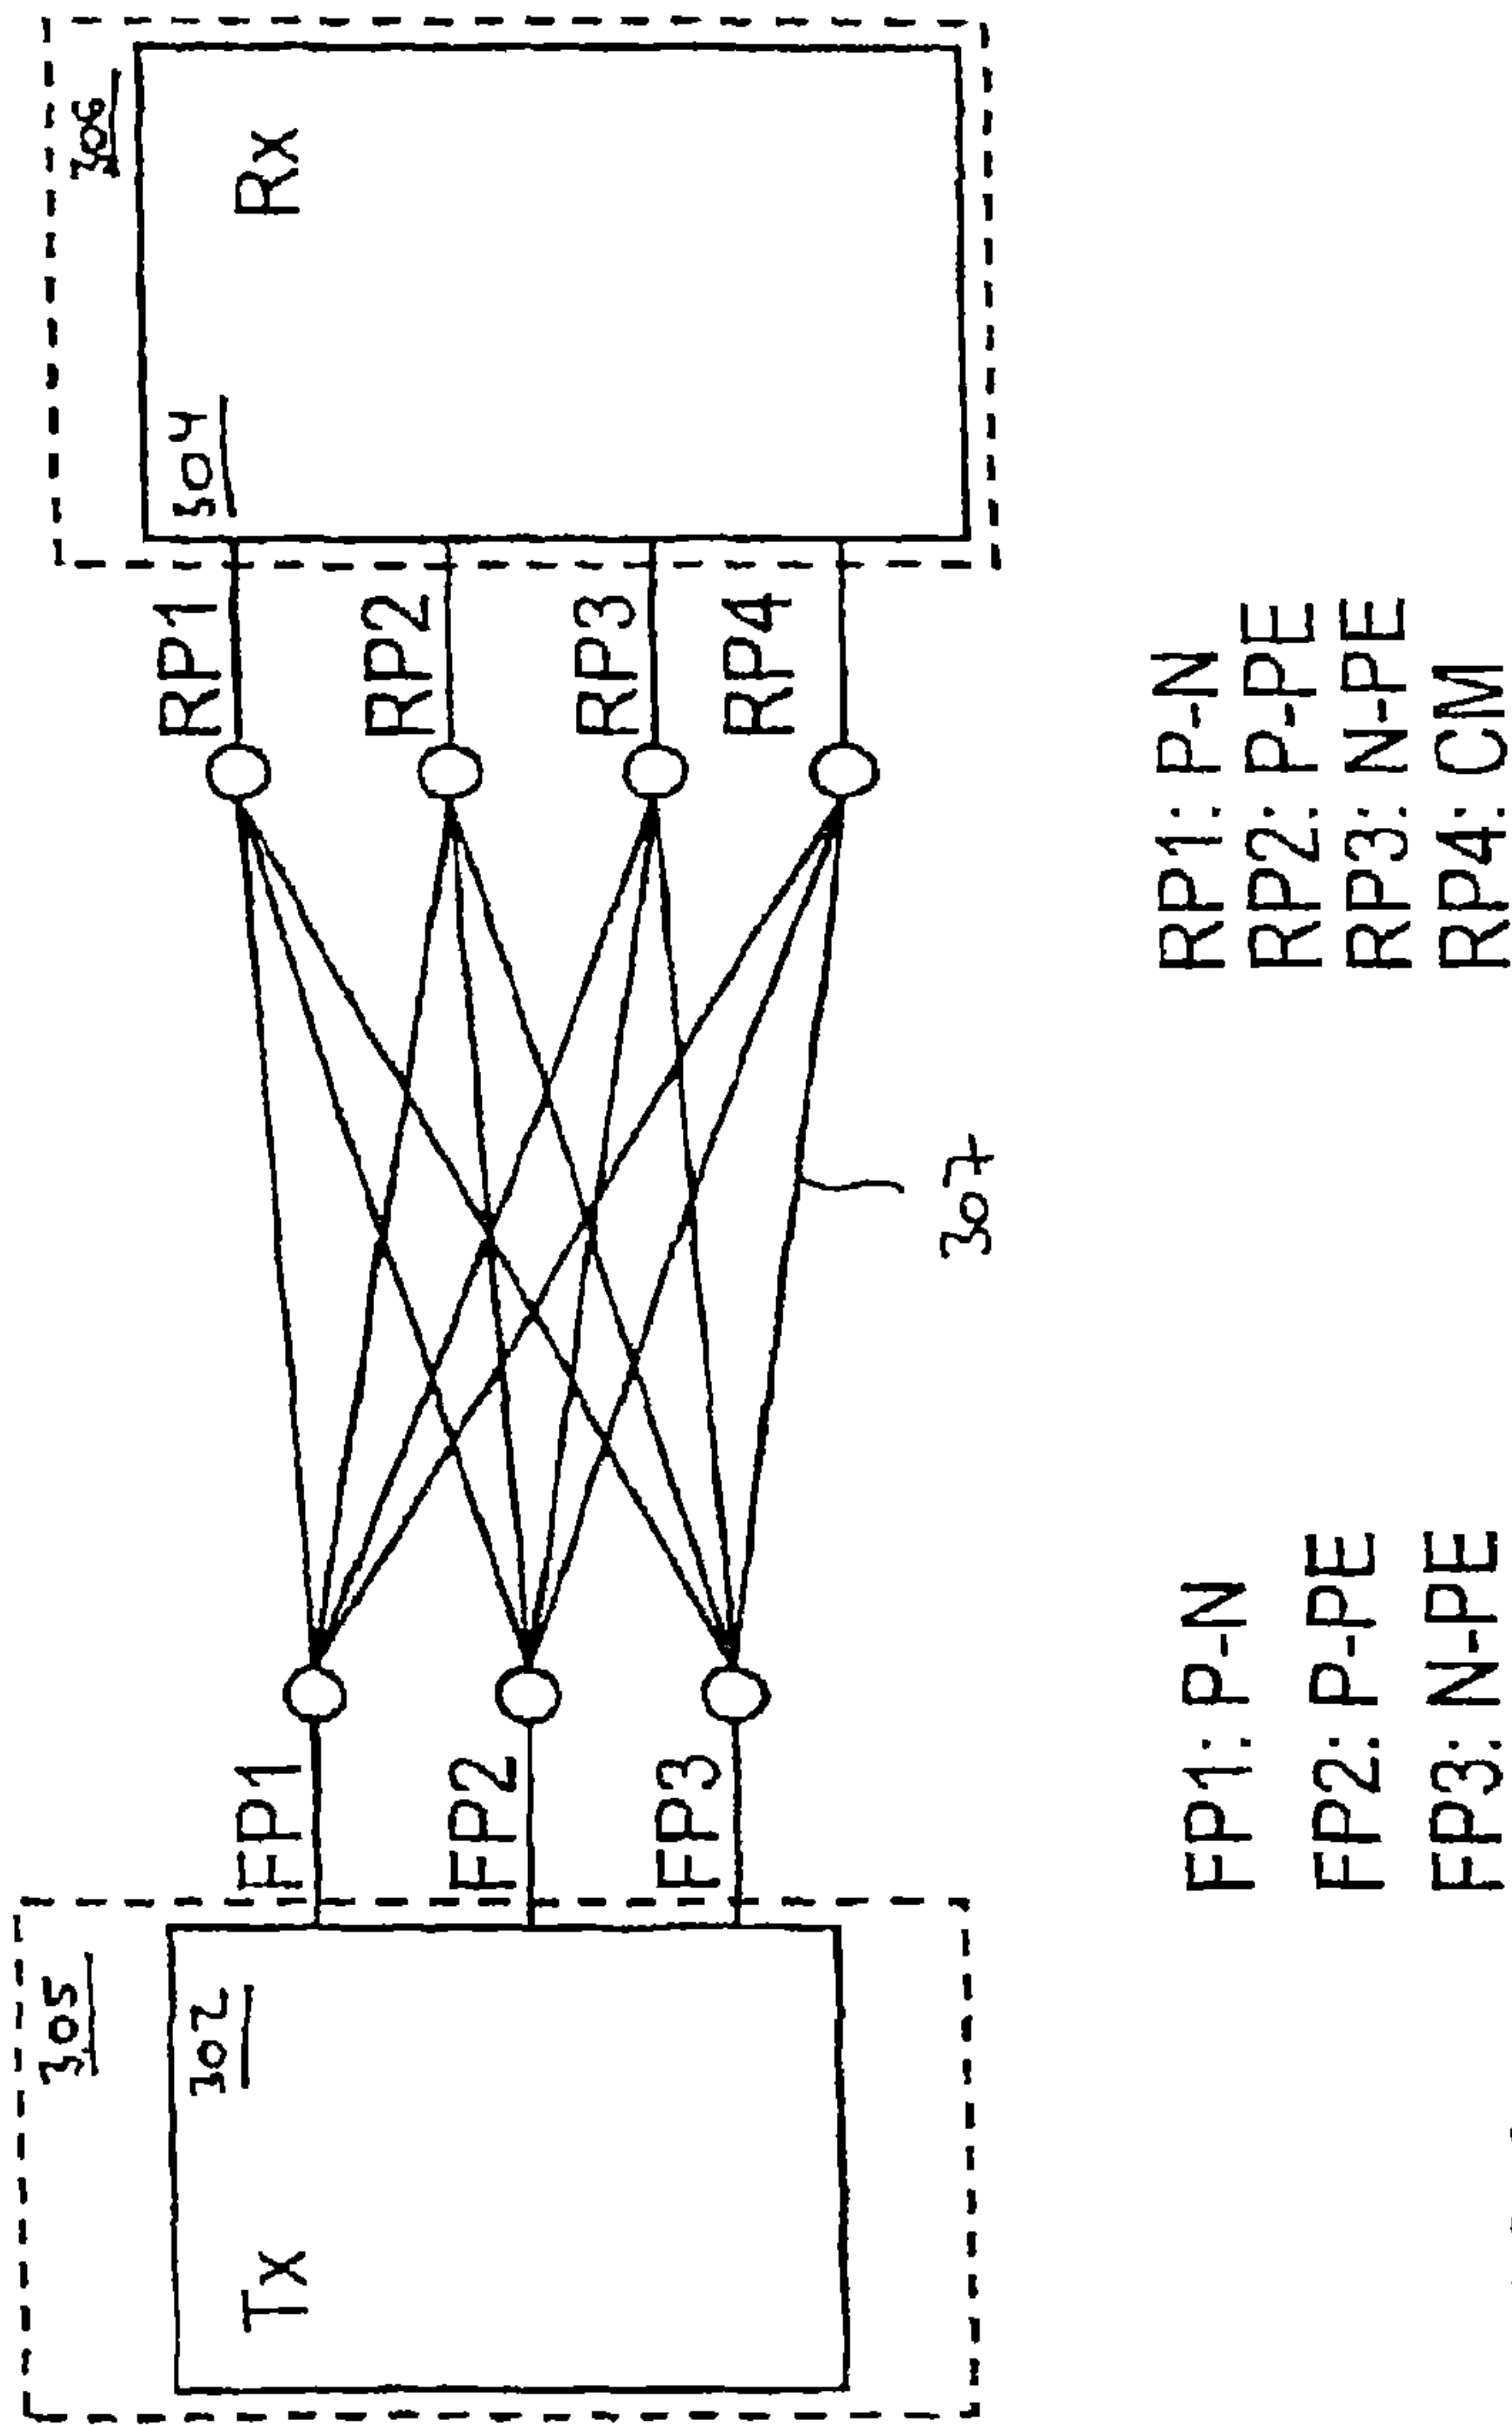 305
302
Tx
FP1
FP2
FP3
306
304
Rx
RP1
RP2
RP3
RP4
307
FP1: P-N
FP2: P-PE
FP3: N-PE
RP1: P-N
RP2: P-PE
RP3: N-PE
RP4: CM